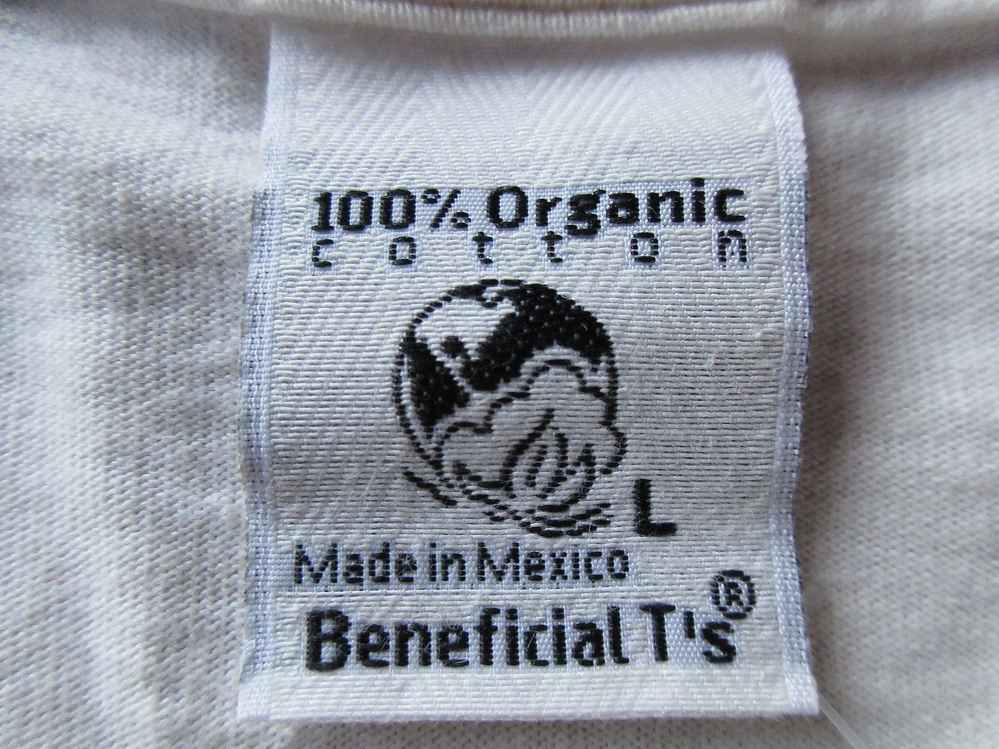 100% Organic
cotton
L
Made in Mexico
Beneficial T's®